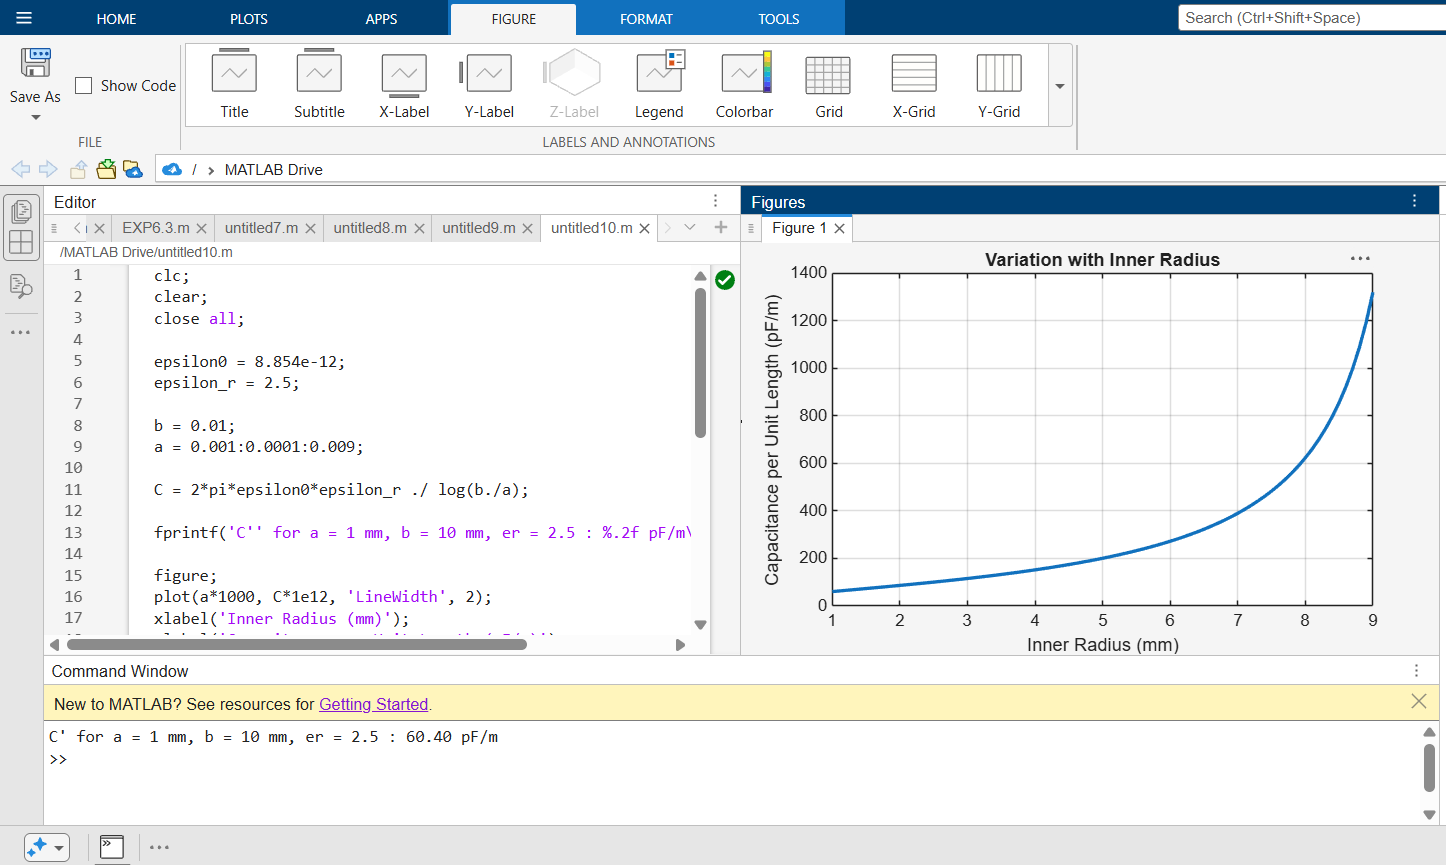 HOME PLOTS APPS FIGURE FORMAT TOOLS Search (Ctrl+Shift+Space)
Save As
Show Code
Title Subtitle X-Label Y-Label Z-Label Legend Colorbar Grid X-Grid Y-Grid
FILE LABELS AND ANNOTATIONS
/ › MATLAB Drive
Editor
EXP6.3.m untitled7.m untitled8.m untitled9.m untitled10.m
/MATLAB Drive/untitled10.m
1 clc;
2 clear;
3 close all;
4
5 epsilon0 = 8.854e-12;
6 epsilon_r = 2.5;
7
8 b = 0.01;
9 a = 0.001:0.0001:0.009;
10
11 C = 2*pi*epsilon0*epsilon_r ./ log(b./a);
12
13 fprintf('C'' for a = 1 mm, b = 10 mm, er = 2.5 : %.2f pF/m\
14
15 figure;
16 plot(a*1000, C*1e12, 'LineWidth', 2);
17 xlabel('Inner Radius (mm)');
Figures
Figure 1
Variation with Inner Radius
Capacitance per Unit Length (pF/m)
1400
1200
1000
800
600
400
200
0
1 2 3 4 5 6 7 8 9
Inner Radius (mm)
Command Window
New to MATLAB? See resources for Getting Started.
C' for a = 1 mm, b = 10 mm, er = 2.5 : 60.40 pF/m
>>